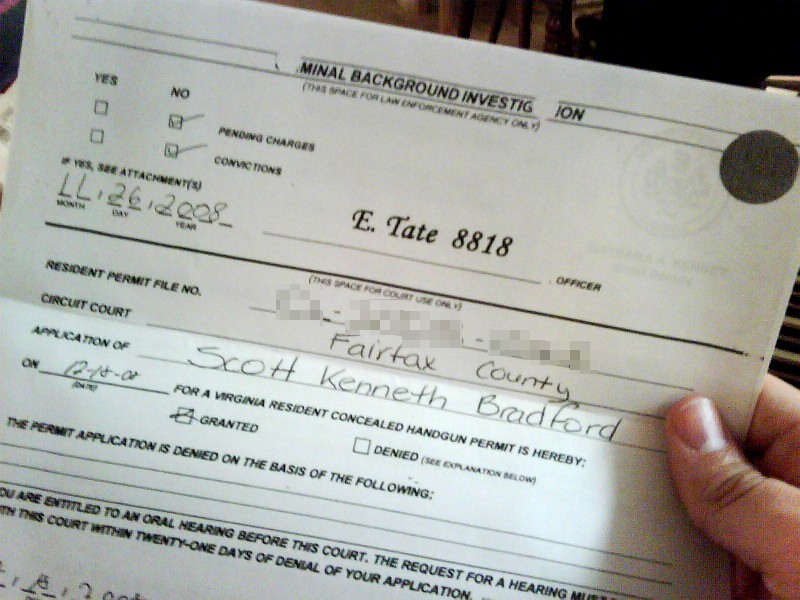 MINAL BACKGROUND INVESTIG ION
(THIS SPACE FOR LAW ENFORCEMENT AGENCY ONLY)
YES NO
PENDING CHARGES
CONVICTIONS
IF YES, SEE ATTACHMENT(S)
11, 26, 2008
MONTH DAY YEAR
E. Tate 8818
, OFFICER
(THIS SPACE FOR COURT USE ONLY)
RESIDENT PERMIT FILE NO.
CIRCUIT COURT Fairfax County
APPLICATION OF Scott Kenneth Bradford
ON FOR A VIRGINIA RESIDENT CONCEALED HANDGUN PERMIT IS HEREBY:
(DATE)
GRANTED DENIED (SEE EXPLANATION BELOW)
THE PERMIT APPLICATION IS DENIED ON THE BASIS OF THE FOLLOWING:
OU ARE ENTITLED TO AN ORAL HEARING BEFORE THIS COURT. THE REQUEST FOR A HEARING MUST
TH THIS COURT WITHIN TWENTY-ONE DAYS OF DENIAL OF YOUR APPLICATION.